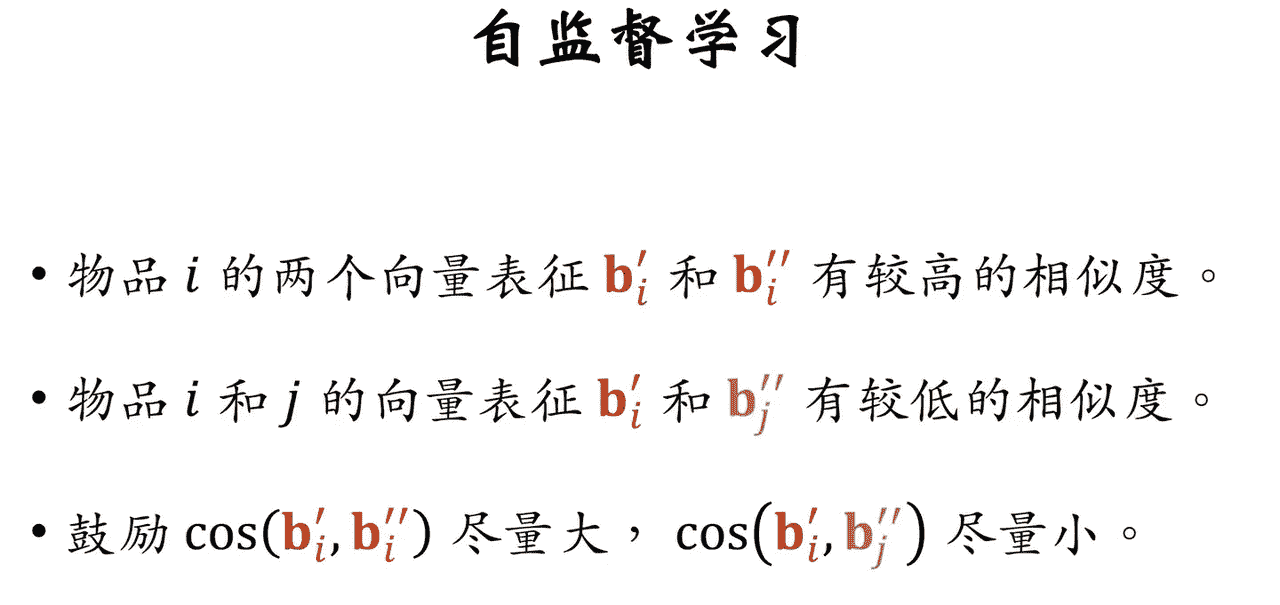 自监督学习
• 物品 i 的两个向量表征 b′ᵢ 和 b′′ᵢ 有较高的相似度。
• 物品 i 和 j 的向量表征 b′ᵢ 和 b′′ⱼ 有较低的相似度。
• 鼓励 cos(b′ᵢ, b′′ᵢ) 尽量大， cos(b′ᵢ, b′′ⱼ) 尽量小。